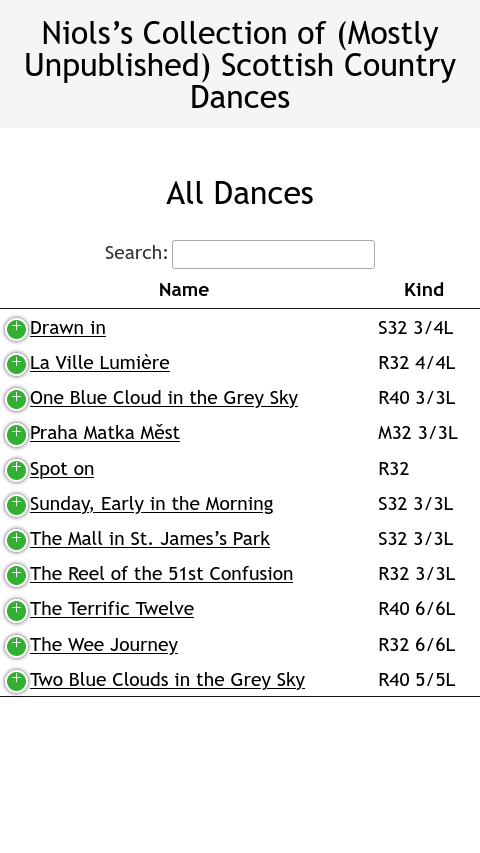 Niols’s Collection of (Mostly
Unpublished) Scottish Country
Dances
All Dances
Search:
Name Kind
Drawn in S32 3/4L
La Ville Lumière R32 4/4L
One Blue Cloud in the Grey Sky R40 3/3L
Praha Matka Měst M32 3/3L
Spot on R32
Sunday, Early in the Morning S32 3/3L
The Mall in St. James’s Park S32 3/3L
The Reel of the 51st Confusion R32 3/3L
The Terrific Twelve R40 6/6L
The Wee Journey R32 6/6L
Two Blue Clouds in the Grey Sky R40 5/5L